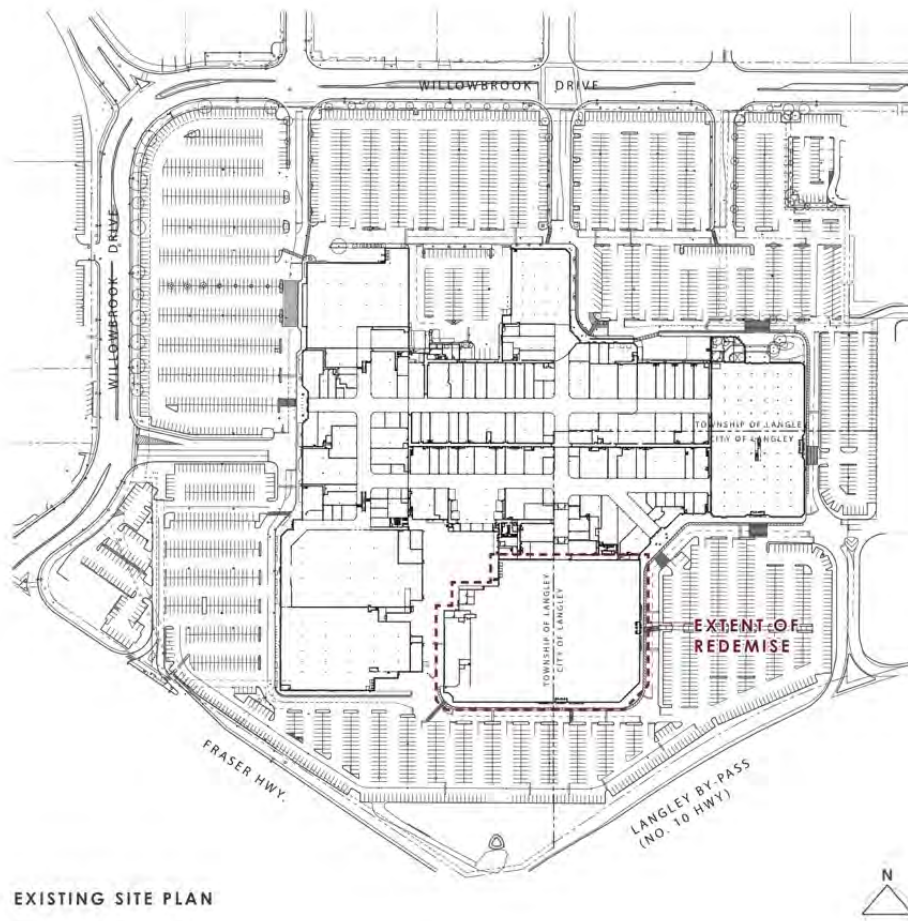 WILLOWBROOK DRIVE
WILLOWBROOK DRIVE
TOWNSHIP OF LANGLE
CITY OF LANGLEY
TOWNSHIP OF LANGLEY
CITY OF LANGLEY
EXTENT OF
REDEMISE
FRASER HWY.
LANGLEY BY-PASS
(NO. 10 HWY)
EXISTING SITE PLAN
N